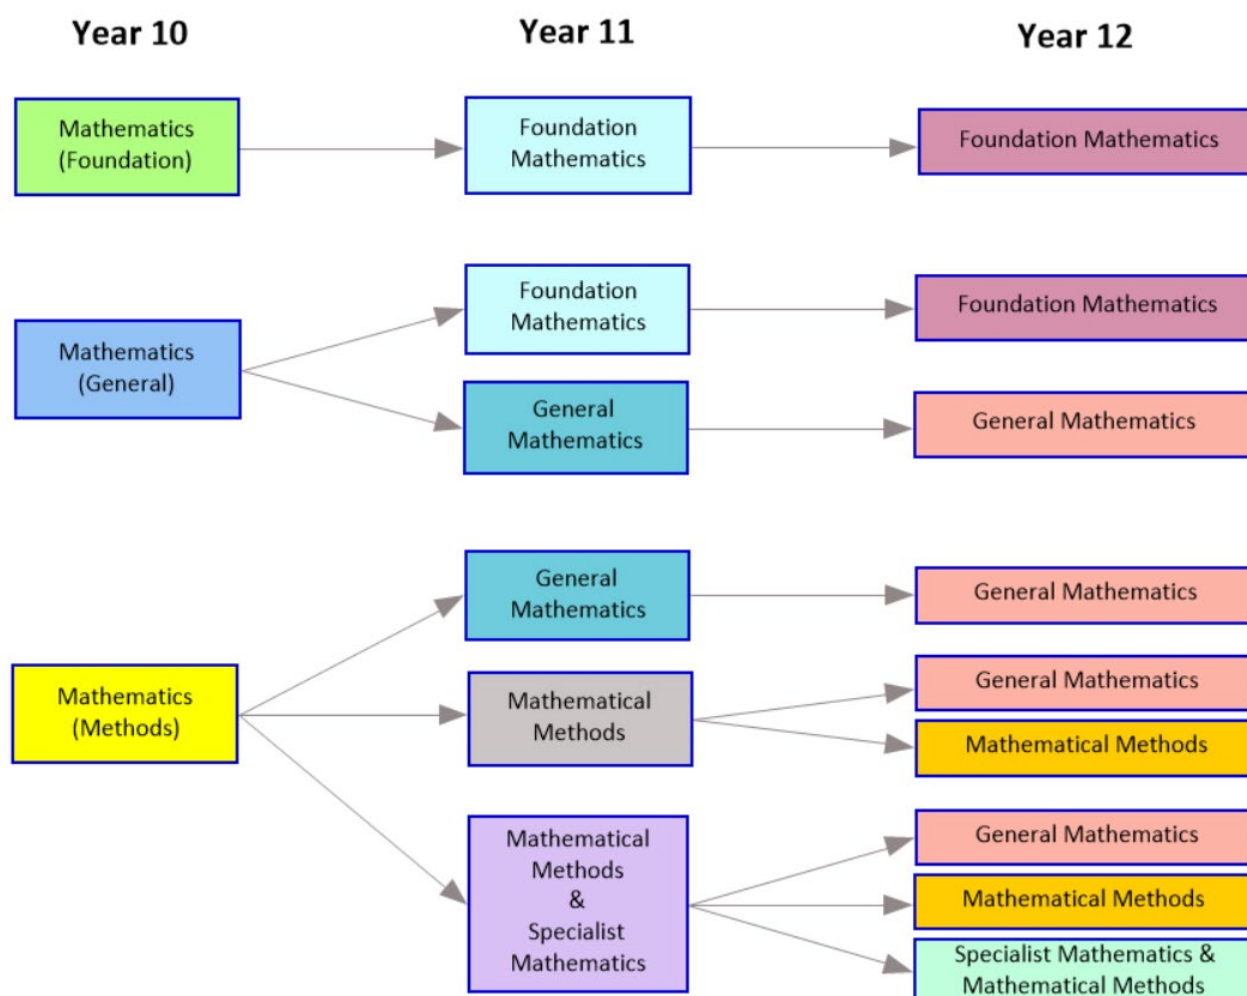 Year 10
Year 11
Year 12
Mathematics
(Foundation)
Foundation
Mathematics
Foundation Mathematics
Mathematics
(General)
Foundation
Mathematics
Foundation Mathematics
General
Mathematics
General Mathematics
Mathematics
(Methods)
General
Mathematics
General Mathematics
Mathematical
Methods
General Mathematics
Mathematical Methods
Mathematical
Methods
&
Specialist
Mathematics
General Mathematics
Mathematical Methods
Specialist Mathematics &
Mathematical Methods